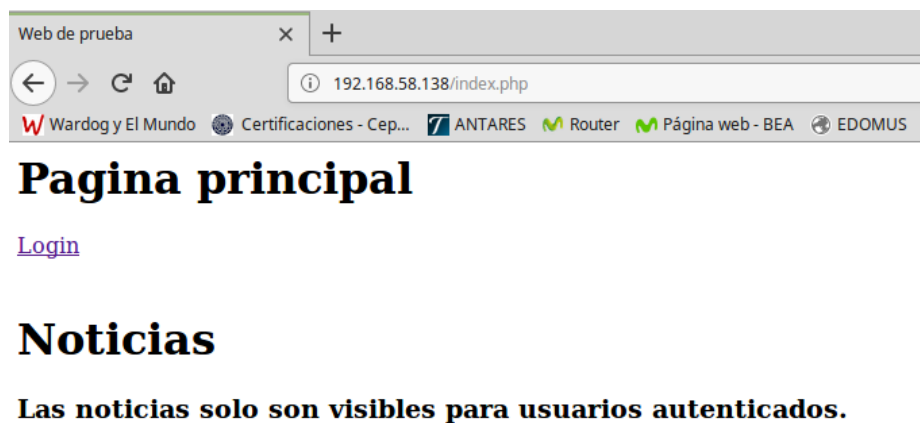 Web de prueba
192.168.58.138/index.php
Wardog y El Mundo Certificaciones - Cep... ANTARES Router Página web - BEA EDOMUS
Pagina principal
Login
Noticias
Las noticias solo son visibles para usuarios autenticados.